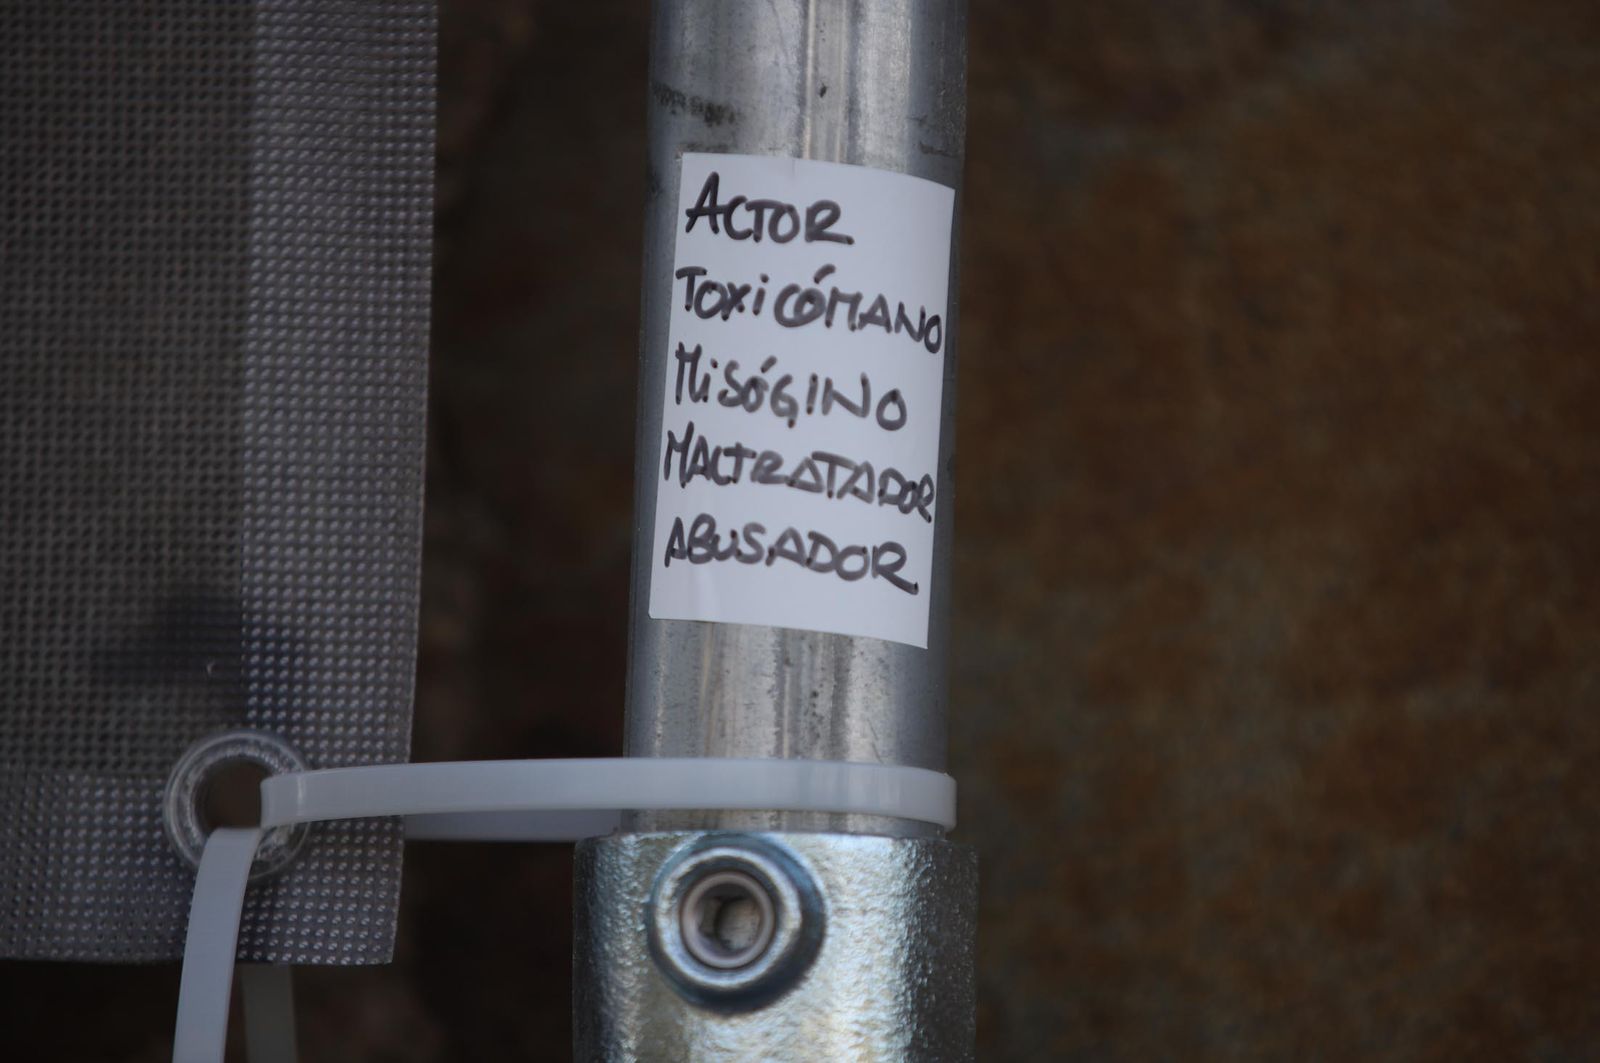 ACTOR
TOXiCÓMANO
MiSÓGINO
MALTRATADOR
ABUSADOR